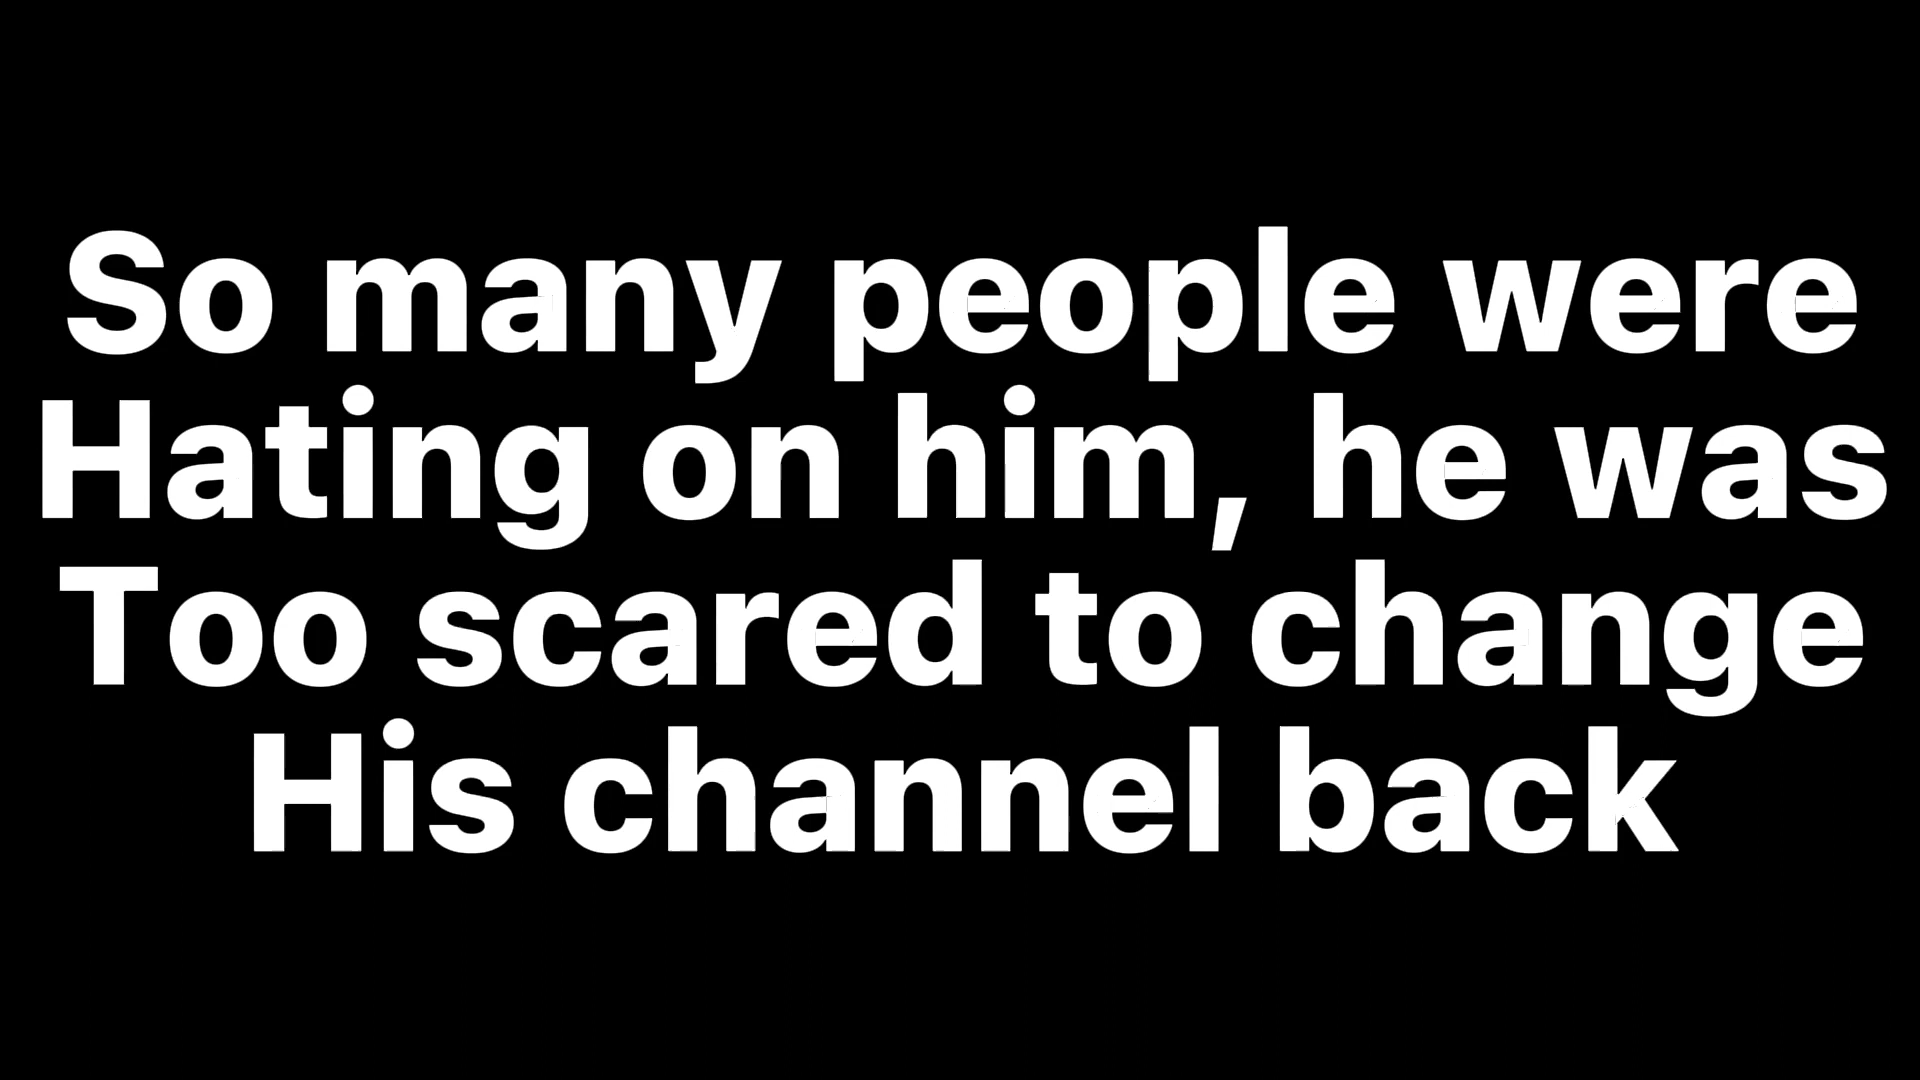 So many people were
Hating on him, he was
Too scared to change
His channel back